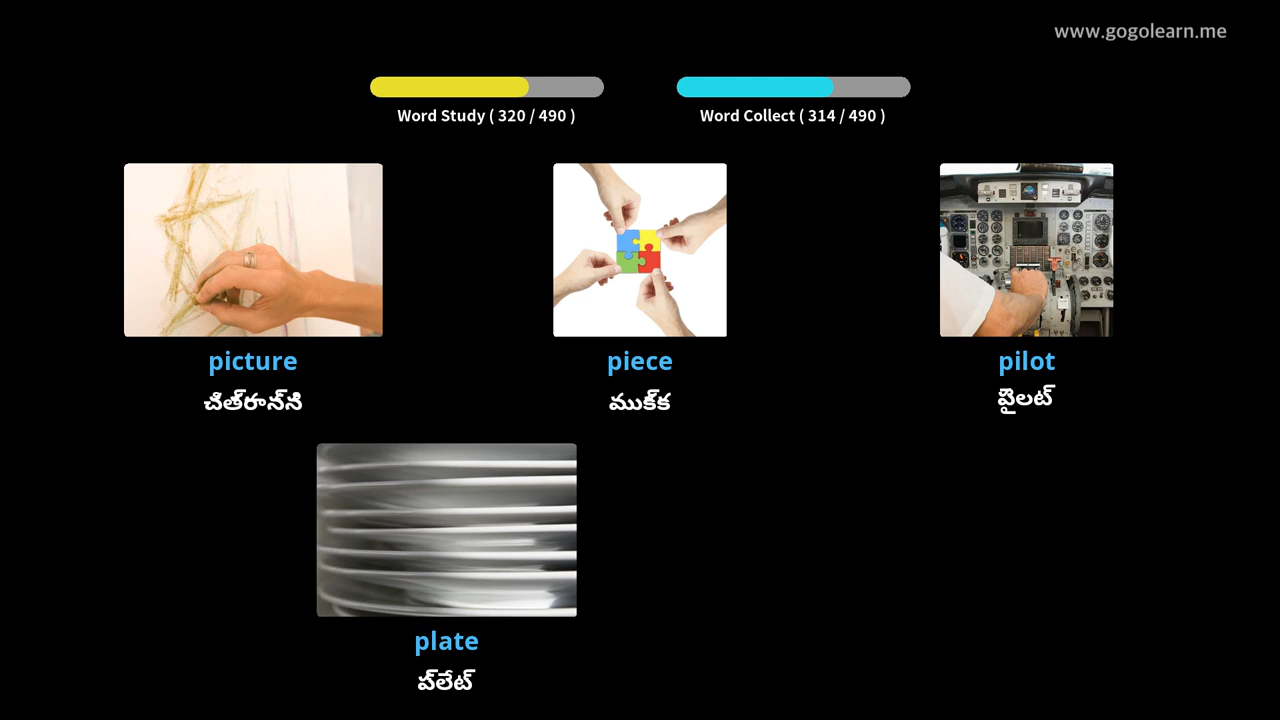 www.gogolearn.me
Word Study ( 320 / 490 )
Word Collect ( 314 / 490 )
picture
piece
pilot
చిత్‌రాన్‌ని
ముక్‌క
పైలట్
plate
ప్‌లేట్